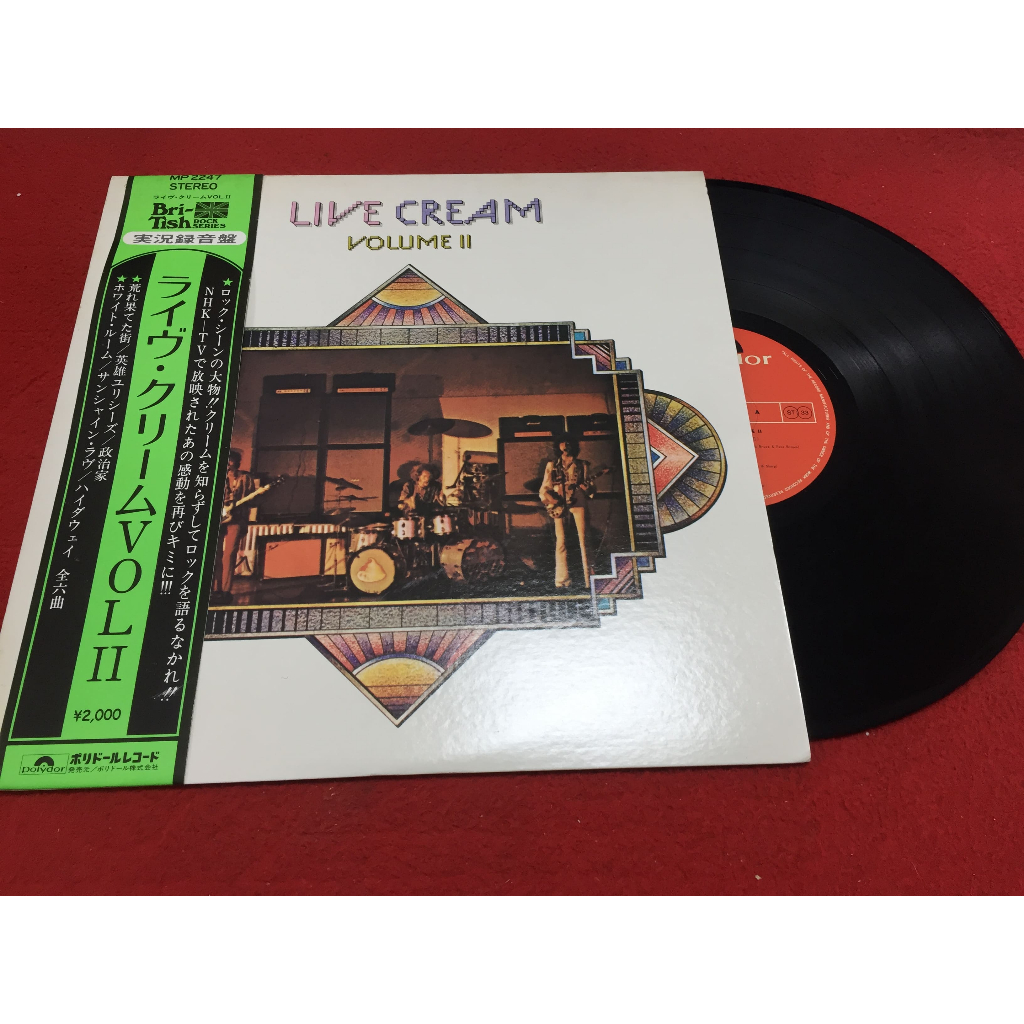 MP 2247
STEREO
ライヴ・クリームVOL.II
Bri-
Tish ROCK SERIES
実況録音盤
★ロック・シーンの大物!!クリームを知らずしてロックを語るなかれ!!
NHK—TVで放映されたあの感動を再びキミに!!!
ライヴ・クリームVOL II
★荒れ果てた街/英雄ユリシーズ/政治家
★ホワイト・ルーム/サンシャイン・ラヴ/ハイダウェイ 全六曲
¥2,000
Polydor ポリドールレコード
発売元/ポリドール株式会社
LIVE CREAM
VOLUME II
dor
A
ST 33